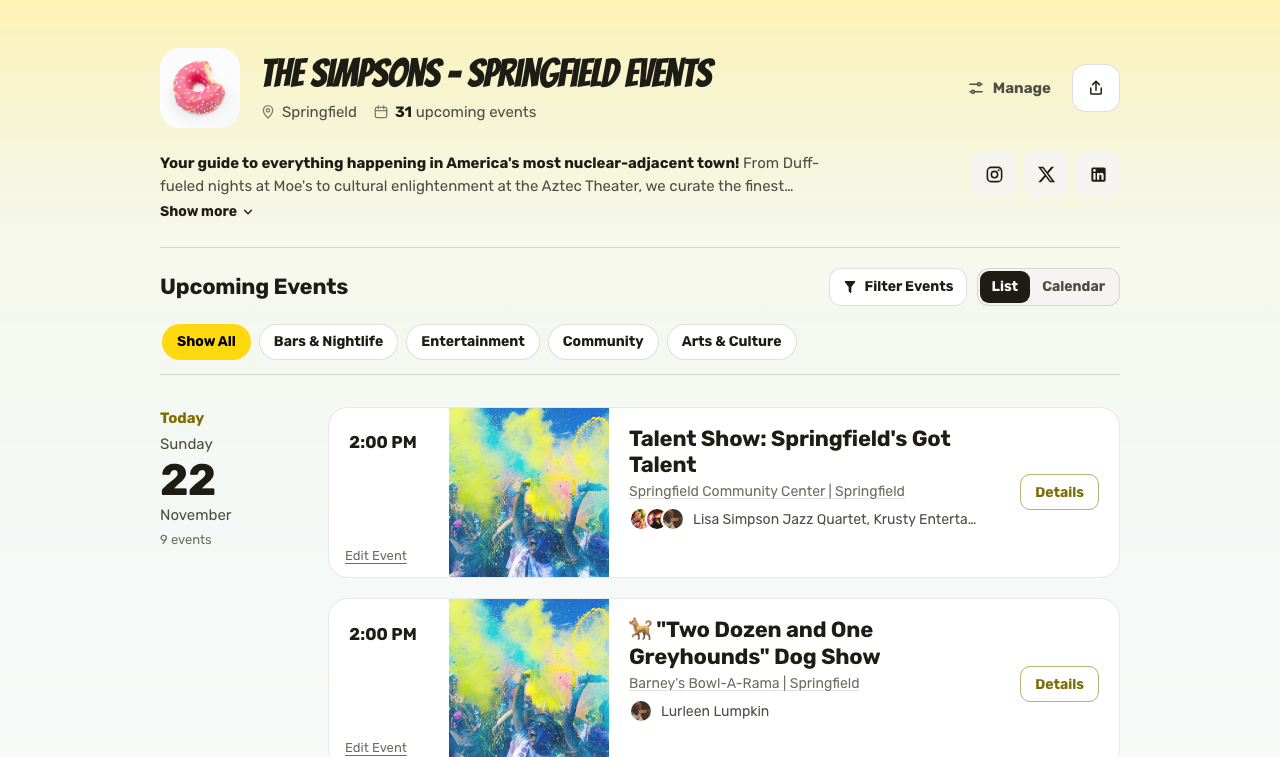 THE SIMPSONS - SPRINGFIELD EVENTS
Springfield 31 upcoming events
Manage
Your guide to everything happening in America's most nuclear-adjacent town! From Duff-
fueled nights at Moe's to cultural enlightenment at the Aztec Theater, we curate the finest…
Show more
Upcoming Events
Filter Events
List
Calendar
Show All
Bars & Nightlife
Entertainment
Community
Arts & Culture
Today
Sunday
22
November
9 events
2:00 PM
Edit Event
Talent Show: Springfield's Got
Talent
Springfield Community Center | Springfield
Lisa Simpson Jazz Quartet, Krusty Enterta…
Details
2:00 PM
Edit Event
🐕 "Two Dozen and One
Greyhounds" Dog Show
Barney's Bowl-A-Rama | Springfield
Lurleen Lumpkin
Details